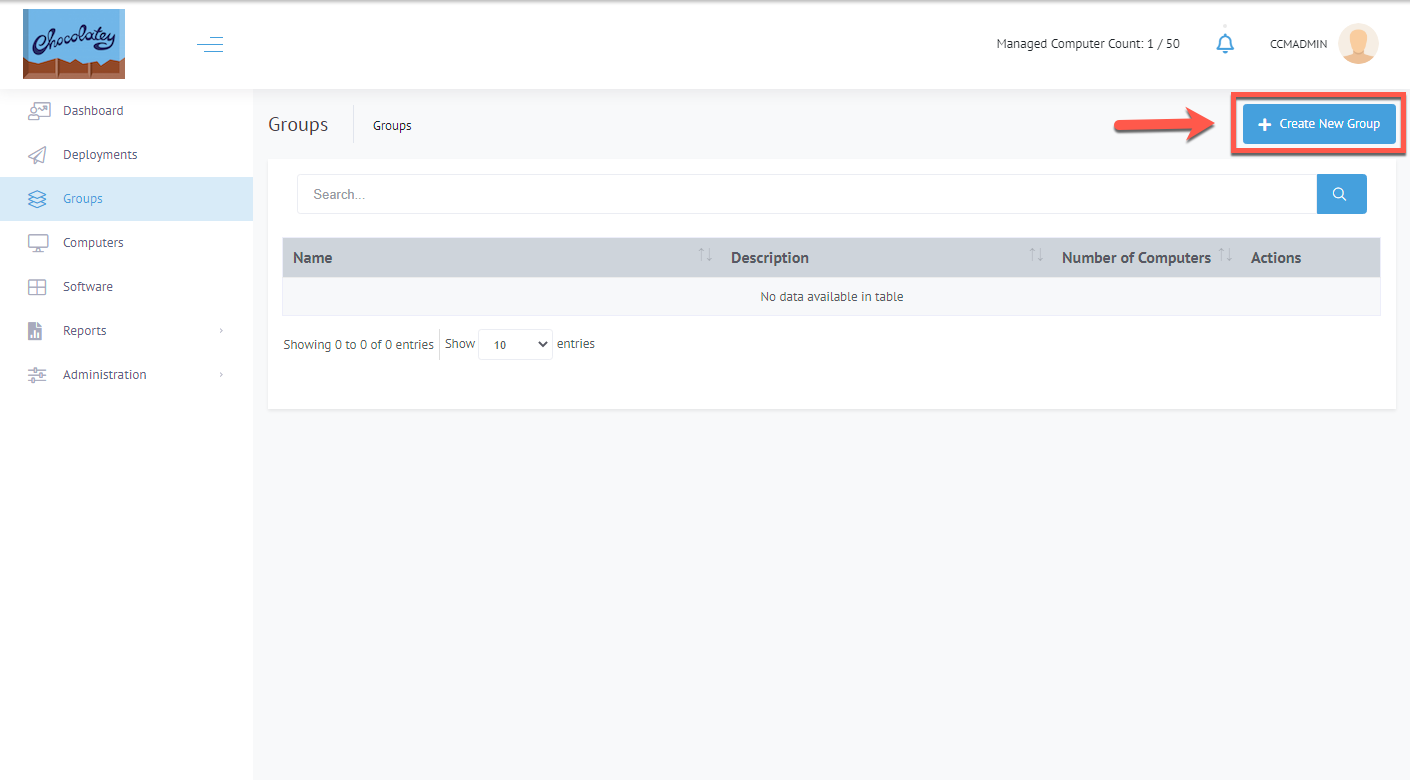 Chocolatey
Managed Computer Count: 1 / 50
CCMADMIN
Dashboard
Deployments
Groups
Computers
Software
Reports
Administration
Groups
Groups
Create New Group
Search...
Name Description Number of Computers Actions
No data available in table
Showing 0 to 0 of 0 entries Show 10 entries